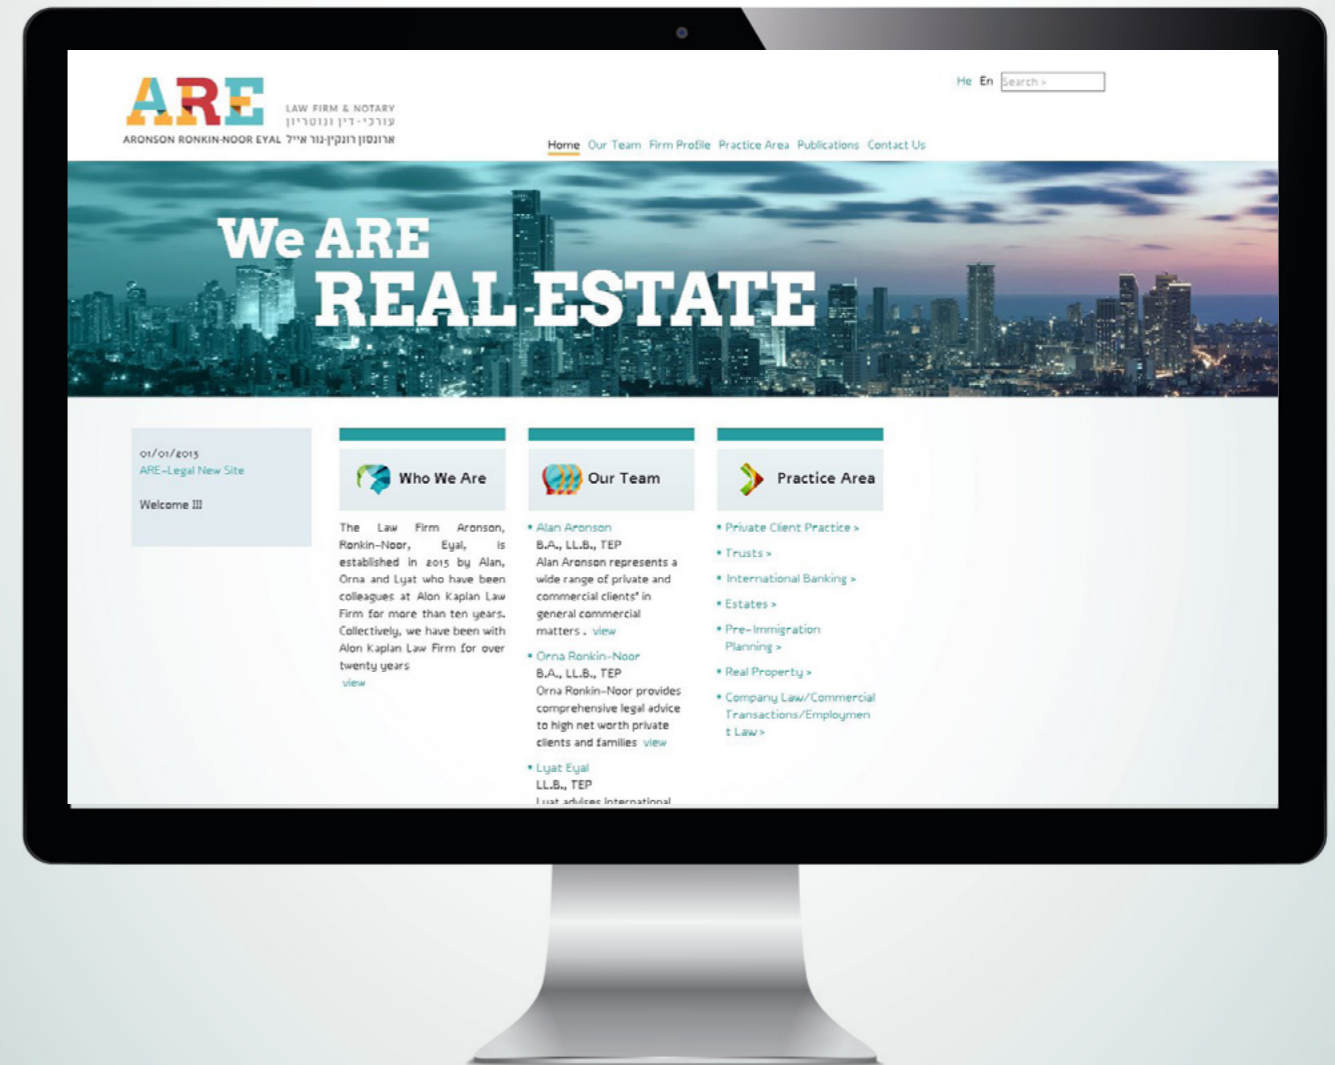 ARE
LAW FIRM & NOTARY
עורכי-דין ונוטריון
ARONSON RONKIN-NOOR EYAL ארונסון רונקין-נור אייל
He En Search >
Home Our Team Firm Profile Practice Area Publications Contact Us
We ARE
REAL ESTATE
01/01/2015
ARE-Legal New Site
Welcome !!!
Who We Are
The Law Firm Aronson,
Ronkin-Noor, Eyal, is
established in 2015 by Alan,
Orna and Lyat who have been
colleagues at Alon Kaplan Law
Firm for more than ten years.
Collectively, we have been with
Alon Kaplan Law Firm for over
twenty years
view
Our Team
• Alan Aronson
B.A., LL.B., TEP
Alan Aronson represents a
wide range of private and
commercial clients' in
general commercial
matters . view
• Orna Ronkin-Noor
B.A., LL.B., TEP
Orna Ronkin-Noor provides
comprehensive legal advice
to high net worth private
clients and families view
• Lyat Eyal
LL.B., TEP
Lyat advises international
Practice Area
• Private Client Practice >
• Trusts >
• International Banking >
• Estates >
• Pre-Immigration
Planning >
• Real Property >
• Company Law/Commercial
Transactions/Employmen
t Law >